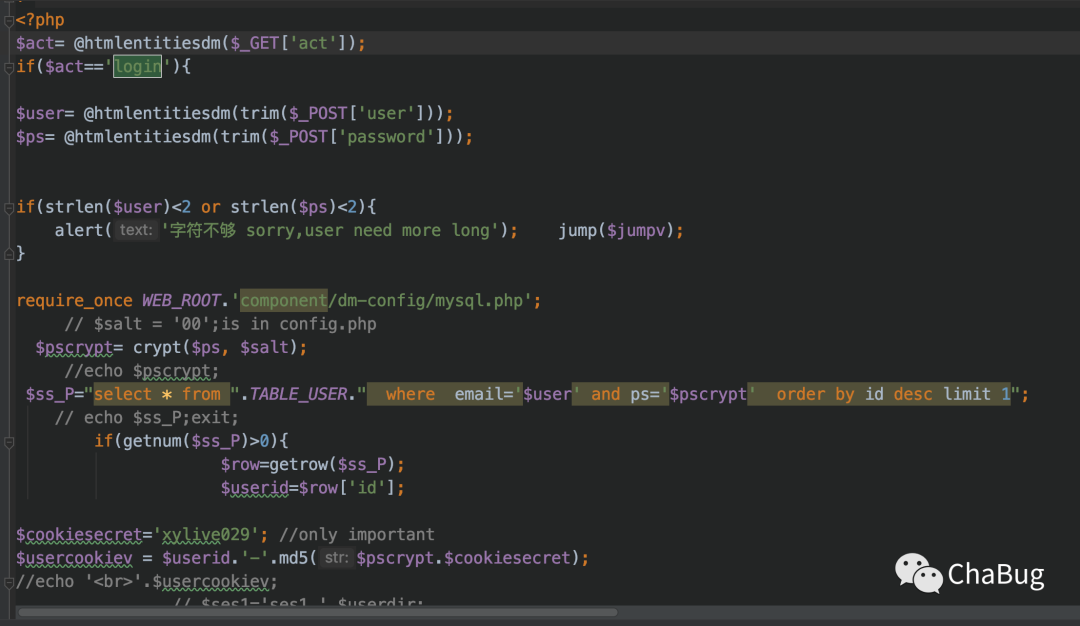 <?php
$act= @htmlentitiesdm($_GET['act']);
if($act=='login'){
$user= @htmlentitiesdm(trim($_POST['user']));
$ps= @htmlentitiesdm(trim($_POST['password']));
if(strlen($user)<2 or strlen($ps)<2){
alert( text: '字符不够 sorry,user need more long'); jump($jumpv);
}
require_once WEB_ROOT.'component/dm-config/mysql.php';
// $salt = '00';is in config.php
$pscrypt= crypt($ps, $salt);
//echo $pscrypt;
$ss_P="select * from ".TABLE_USER." where email='$user' and ps='$pscrypt' order by id desc limit 1";
// echo $ss_P;exit;
if(getnum($ss_P)>0){
$row=getrow($ss_P);
$userid=$row['id'];
$cookiesecret='xylive029'; //only important
$usercookiev = $userid.'-'.md5( str: $pscrypt.$cookiesecret);
//echo '<br>'.$usercookiev;
// $ses1='ses1_'.$userdir;
ChaBug